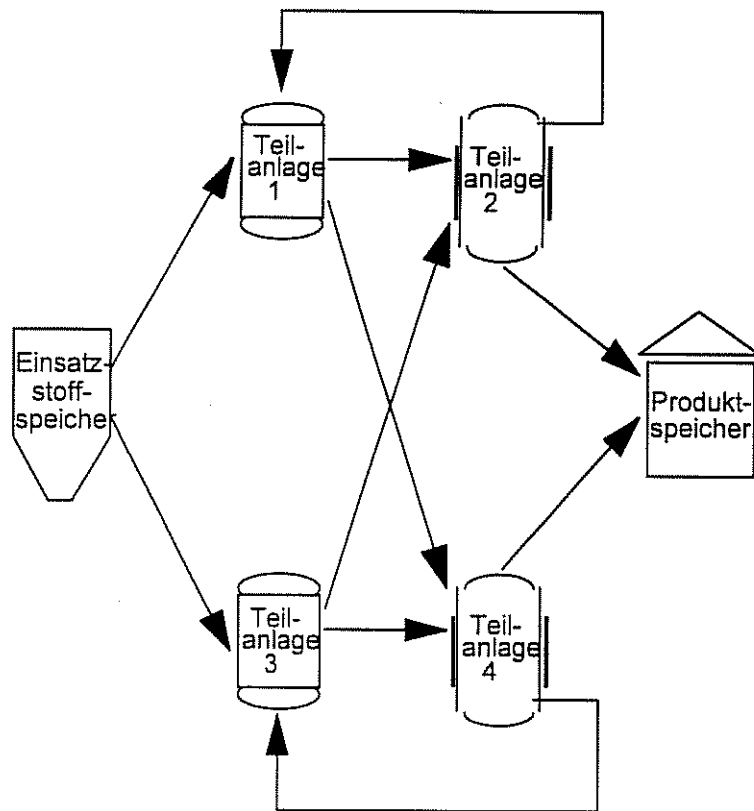 Teil-
anlage
1
Teil-
anlage
2
Einsatz-
stoff-
speicher
Produkt-
speicher
Teil-
anlage
3
Teil-
anlage
4